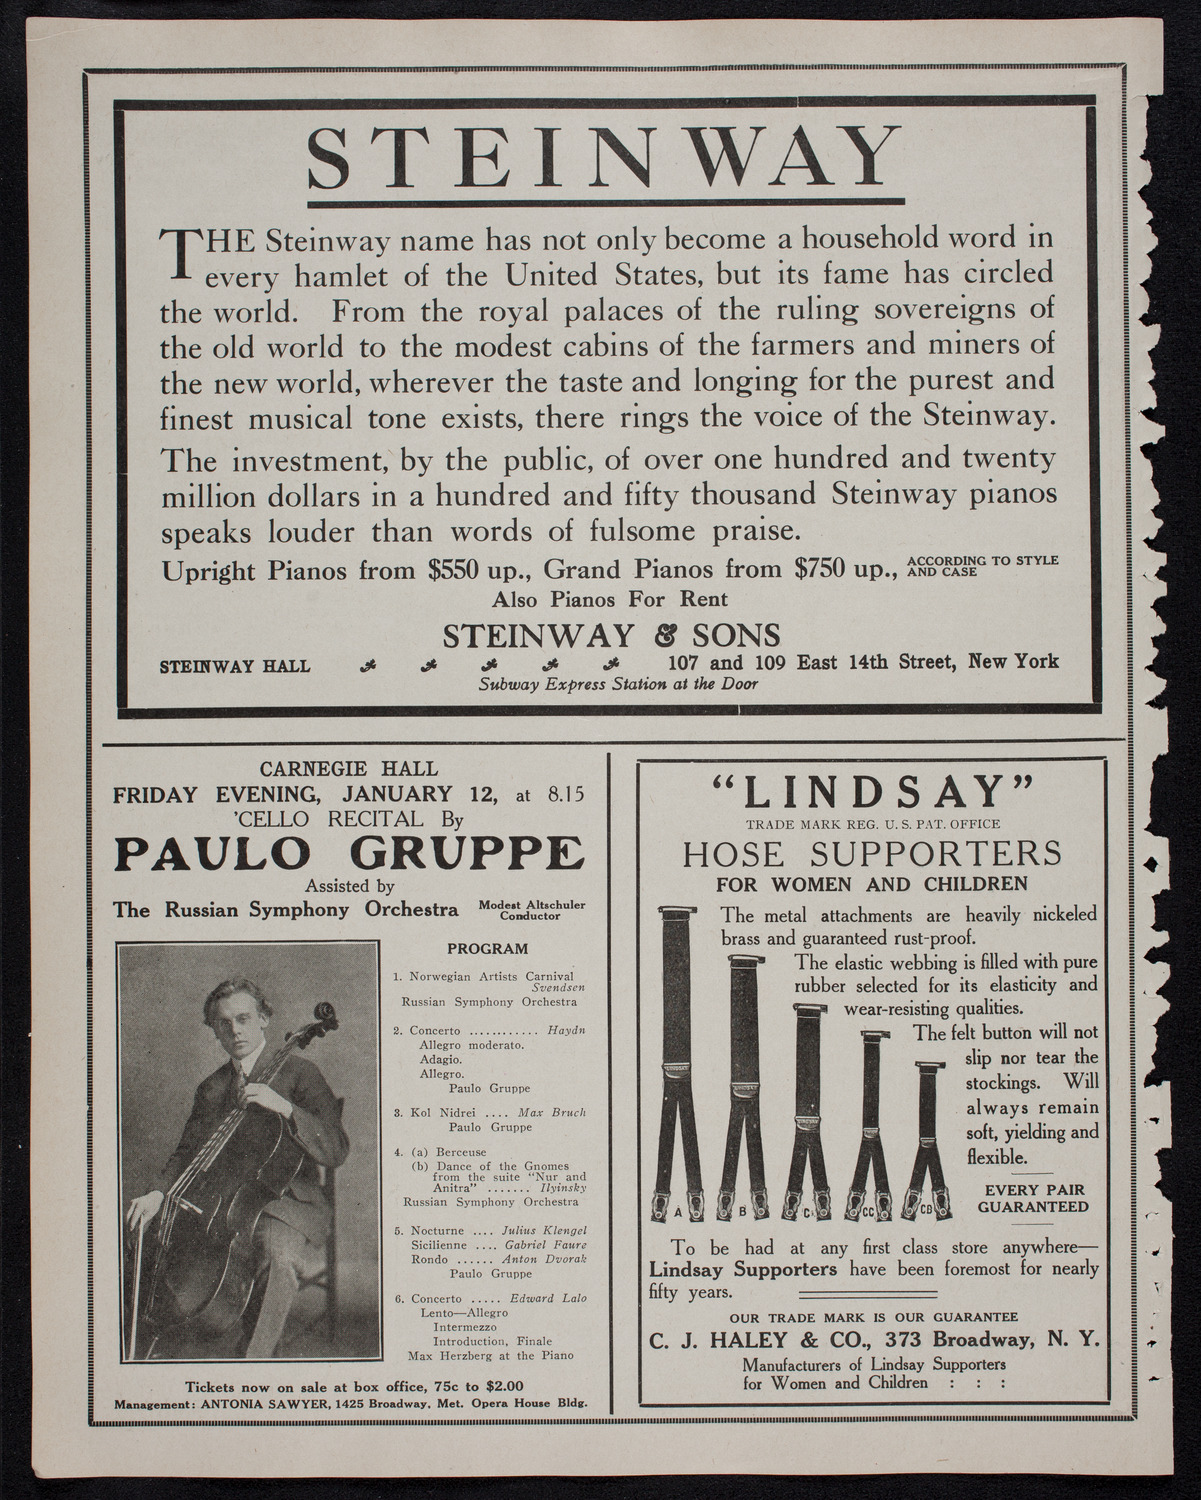 STEINWAY
THE Steinway name has not only become a household word in
every hamlet of the United States, but its fame has circled
the world. From the royal palaces of the ruling sovereigns of
the old world to the modest cabins of the farmers and miners of
the new world, wherever the taste and longing for the purest and
finest musical tone exists, there rings the voice of the Steinway.
The investment, by the public, of over one hundred and twenty
million dollars in a hundred and fifty thousand Steinway pianos
speaks louder than words of fulsome praise.
Upright Pianos from $550 up., Grand Pianos from $750 up., ACCORDING TO STYLE
AND CASE
Also Pianos For Rent
STEINWAY & SONS
STEINWAY HALL 107 and 109 East 14th Street, New York
Subway Express Station at the Door
CARNEGIE HALL
FRIDAY EVENING, JANUARY 12, at 8.15
'CELLO RECITAL By
PAULO GRUPPE
Assisted by
The Russian Symphony Orchestra Modest Altschuler
Conductor
PROGRAM
1. Norwegian Artists Carnival
Svendsen
Russian Symphony Orchestra
2. Concerto ............ Haydn
Allegro moderato.
Adagio.
Allegro.
Paulo Gruppe
3. Kol Nidrei .... Max Bruch
Paulo Gruppe
4. (a) Berceuse
(b) Dance of the Gnomes
from the suite "Nur and
Anitra" ....... Ilyinsky
Russian Symphony Orchestra
5. Nocturne .... Julius Klengel
Sicilienne .... Gabriel Faure
Rondo ...... Anton Dvorak
Paulo Gruppe
6. Concerto ..... Edward Lalo
Lento—Allegro
Intermezzo
Introduction, Finale
Max Herzberg at the Piano
Tickets now on sale at box office, 75c to $2.00
Management: ANTONIA SAWYER, 1425 Broadway, Met. Opera House Bldg.
"LINDSAY"
TRADE MARK REG. U. S. PAT. OFFICE
HOSE SUPPORTERS
FOR WOMEN AND CHILDREN
The metal attachments are heavily nickeled
brass and guaranteed rust-proof.
The elastic webbing is filled with pure
rubber selected for its elasticity and
wear-resisting qualities.
The felt button will not
slip nor tear the
stockings. Will
always remain
soft, yielding and
flexible.
EVERY PAIR
GUARANTEED
A B C CC CB
To be had at any first class store anywhere—
Lindsay Supporters have been foremost for nearly
fifty years.
OUR TRADE MARK IS OUR GUARANTEE
C. J. HALEY & CO., 373 Broadway, N. Y.
Manufacturers of Lindsay Supporters
for Women and Children : : :